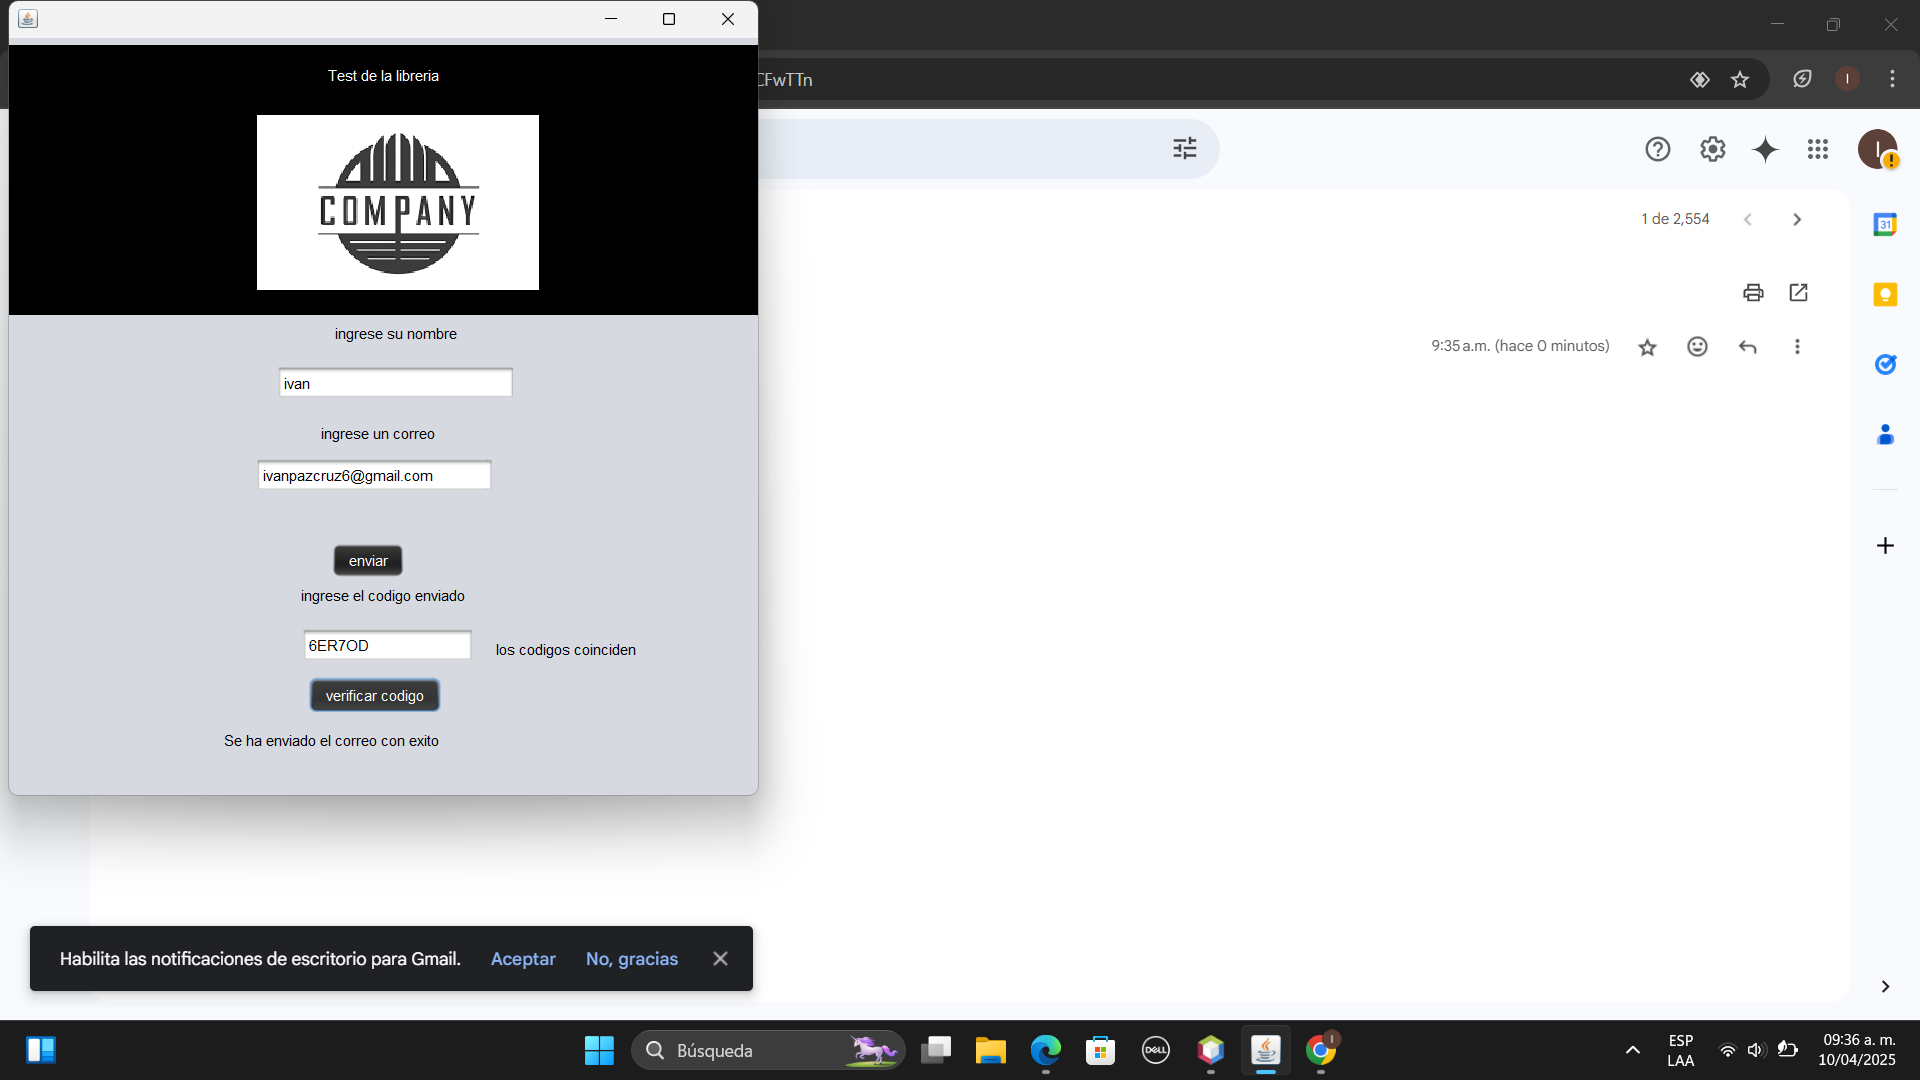 Test de la libreria
COMPANY
ingrese su nombre
ivan
ingrese un correo
ivanpazcruz6@gmail.com
enviar
ingrese el codigo enviado
6ER7OD
los codigos coinciden
verificar codigo
Se ha enviado el correo con exito
CFwTTn
I
I
1 de 2,554
31
9:35 a.m. (hace 0 minutos)
Habilita las notificaciones de escritorio para Gmail.
Aceptar
No, gracias
Búsqueda
DELL
I
ESP
LAA
09:36 a. m.
10/04/2025